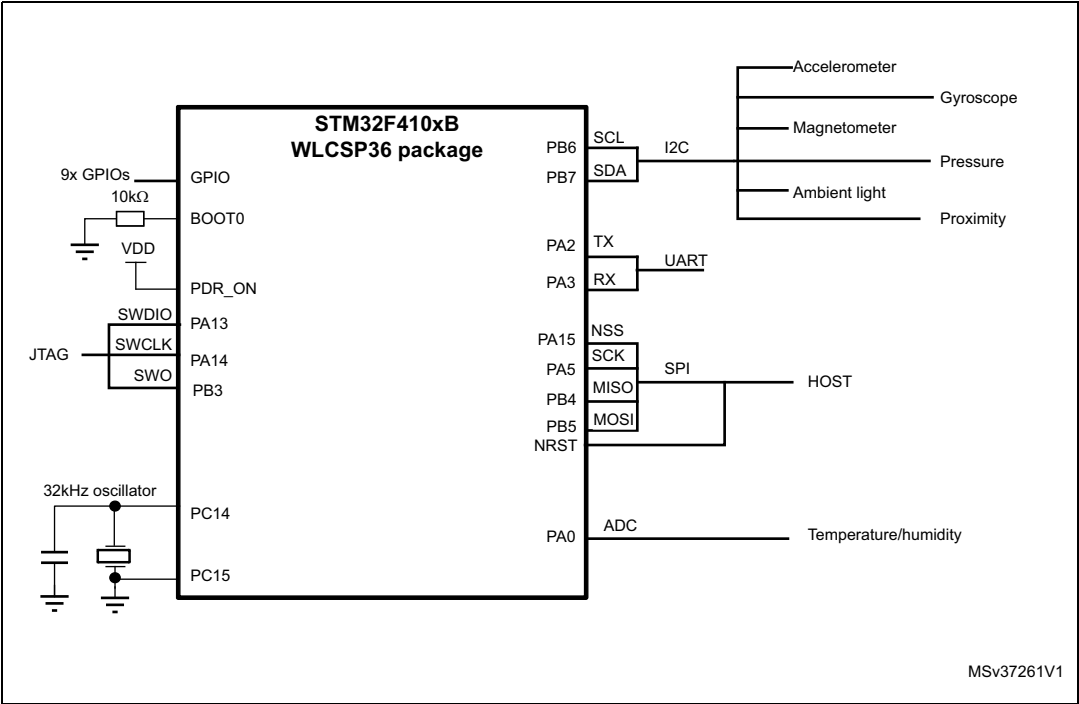 STM32F410xB
WLCSP36 package
9x GPIOs
GPIO
10kΩ
BOOT0
VDD
PDR_ON
SWDIO
PA13
JTAG
SWCLK
PA14
SWO
PB3
32kHz oscillator
PC14
PC15
PB6
SCL
PB7
SDA
I2C
Accelerometer
Gyroscope
Magnetometer
Pressure
Ambient light
Proximity
PA2
TX
PA3
RX
UART
PA15
NSS
PA5
SCK
PB4
MISO
PB5
MOSI
NRST
SPI
HOST
PA0
ADC
Temperature/humidity
MSv37261V1